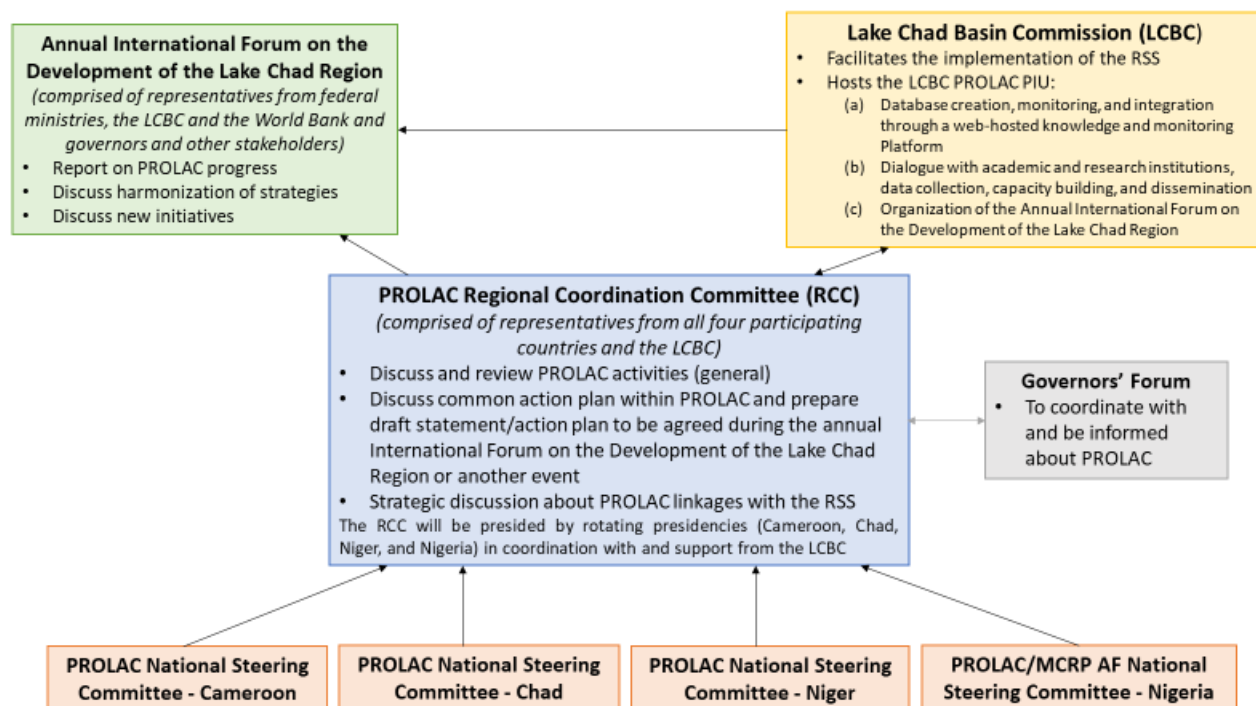 Annual International Forum on the
Development of the Lake Chad Region
(comprised of representatives from federal
ministries, the LCBC and the World Bank and
governors and other stakeholders)
• Report on PROLAC progress
• Discuss harmonization of strategies
• Discuss new initiatives
Lake Chad Basin Commission (LCBC)
• Facilitates the implementation of the RSS
• Hosts the LCBC PROLAC PIU:
(a) Database creation, monitoring, and integration
through a web-hosted knowledge and monitoring
Platform
(b) Dialogue with academic and research institutions,
data collection, capacity building, and dissemination
(c) Organization of the Annual International Forum on
the Development of the Lake Chad Region
PROLAC Regional Coordination Committee (RCC)
(comprised of representatives from all four participating
countries and the LCBC)
• Discuss and review PROLAC activities (general)
• Discuss common action plan within PROLAC and prepare
draft statement/action plan to be agreed during the annual
International Forum on the Development of the Lake Chad
Region or another event
• Strategic discussion about PROLAC linkages with the RSS
The RCC will be presided by rotating presidencies (Cameroon, Chad,
Niger, and Nigeria) in coordination with and support from the LCBC
Governors’ Forum
• To coordinate with
and be informed
about PROLAC
PROLAC National Steering
Committee - Cameroon
PROLAC National Steering
Committee - Chad
PROLAC National Steering
Committee - Niger
PROLAC/MCRP AF National
Steering Committee - Nigeria